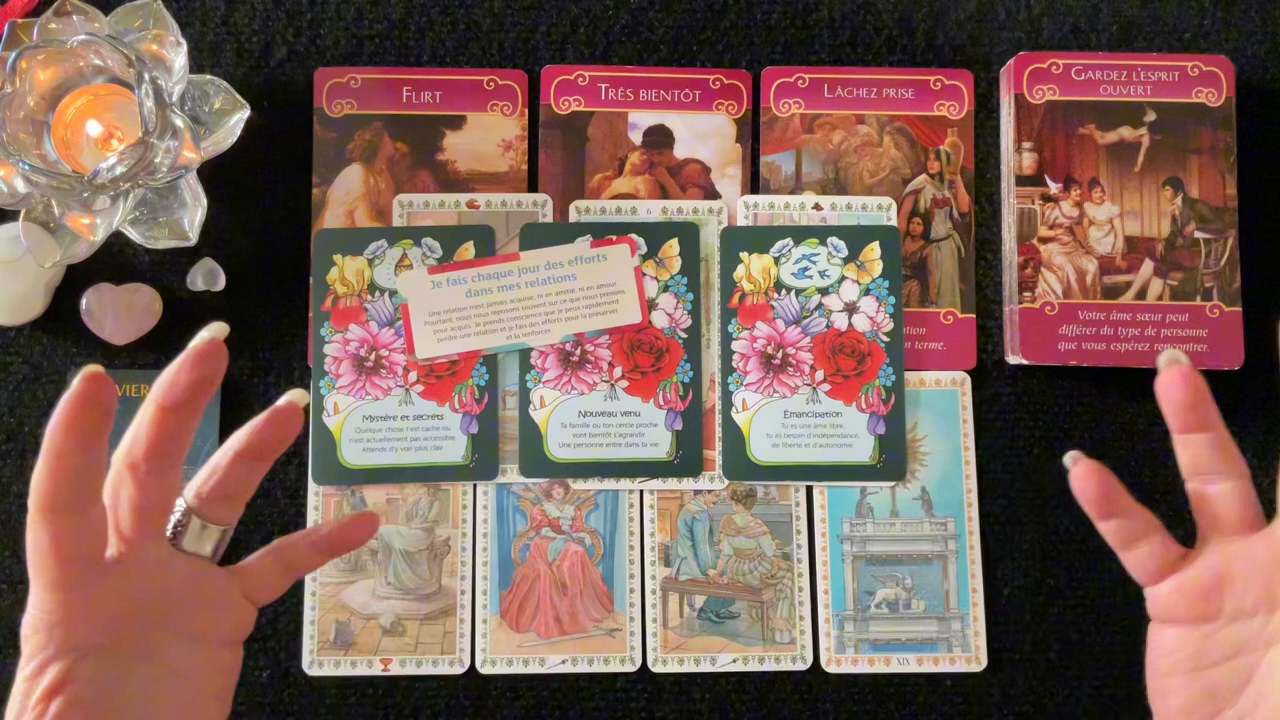 FLIRT
TRÈS BIENTÔT
LÂCHEZ PRISE
GARDEZ L'ESPRIT
OUVERT
6
Je fais chaque jour des efforts
dans mes relations
Une relation n'est jamais acquise, ni en amitié, ni en amour
Pourtant, nous nous reposons souvent sur ce que nous prenons
pour acquis. Je prends conscience que je peux rapidement
perdre une relation et je fais des efforts pour la préserver
et la renforcer.
Votre âme sœur peut
différer du type de personne
que vous espérez rencontrer.
n terme.
VIER
Mystère et secrets
Quelque chose t'est caché ou
n'est actuellement pas accessible
Attends d'y voir plus clair
Nouveau venu
Ta famille ou ton cercle proche
vont bientôt s'agrandir
Une personne entre dans ta vie
Émancipation
Tu es une âme libre,
tu as besoin d'indépendance,
de liberté et d'autonomie.
XIX